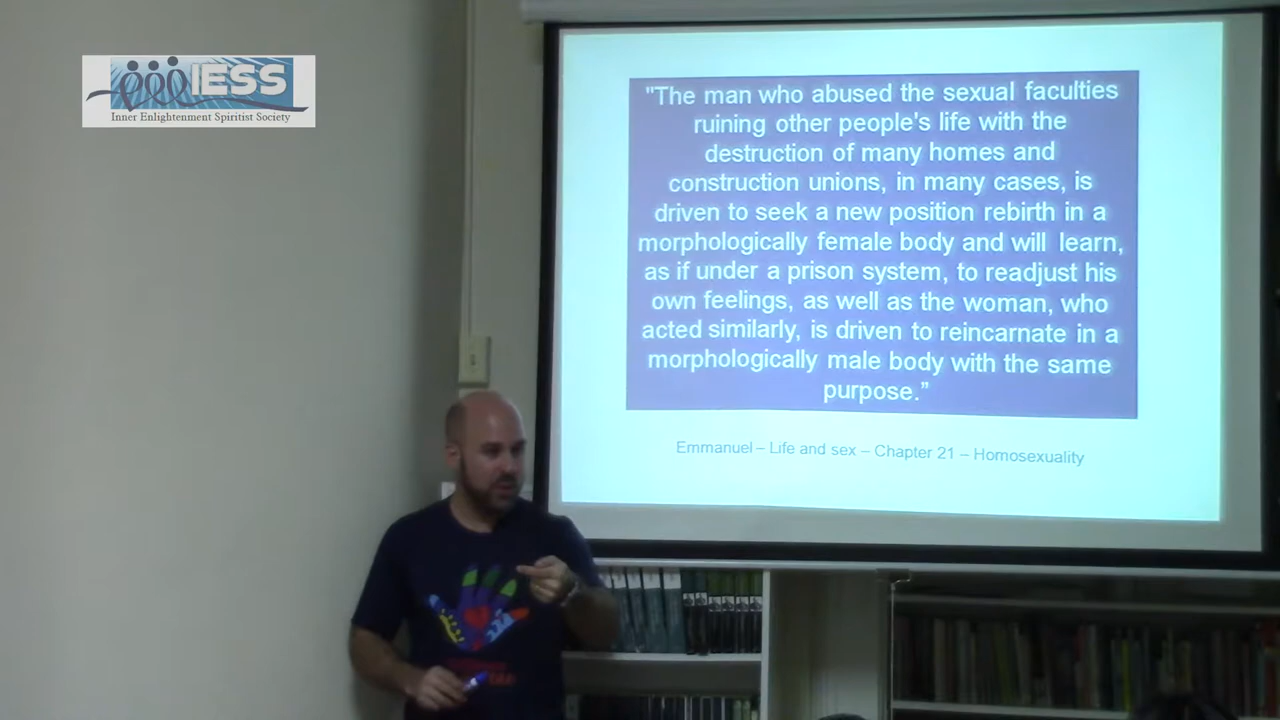 IESS
Inner Enlightenment Spiritist Society
"The man who abused the sexual faculties
ruining other people's life with the
destruction of many homes and
construction unions, in many cases, is
driven to seek a new position rebirth in a
morphologically female body and will learn,
as if under a prison system, to readjust his
own feelings, as well as the woman, who
acted similarly, is driven to reincarnate in a
morphologically male body with the same
purpose.”
Emmanuel – Life and sex – Chapter 21 – Homosexuality